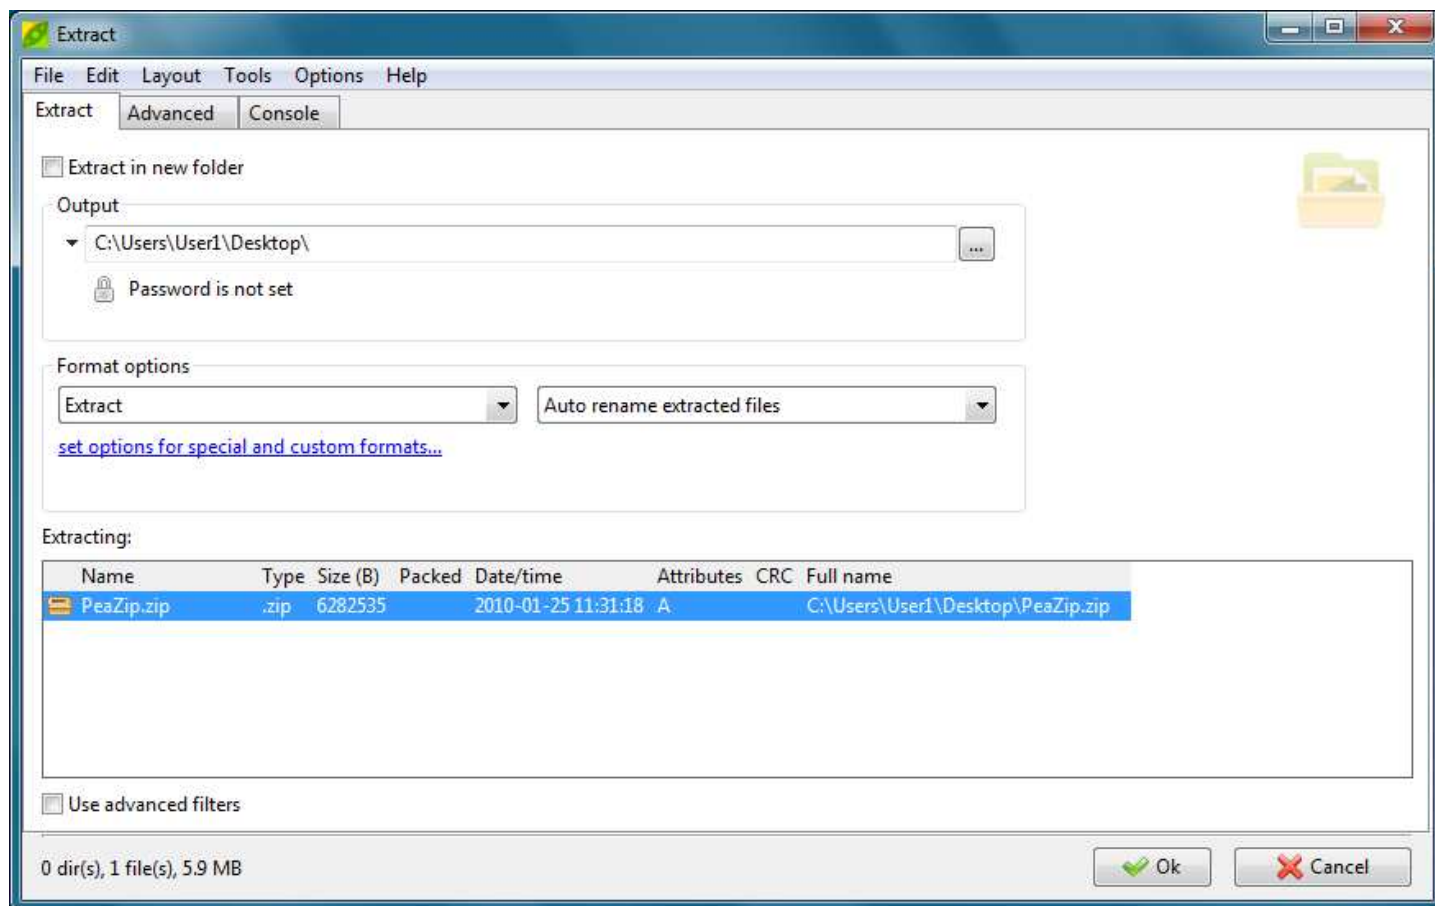 Extract
File Edit Layout Tools Options Help
Extract Advanced Console
Extract in new folder
Output
C:\Users\User1\Desktop\
...
Password is not set
Format options
Extract
Auto rename extracted files
set options for special and custom formats...
Extracting:
Name Type Size (B) Packed Date/time Attributes CRC Full name
PeaZip.zip .zip 6282535 2010-01-25 11:31:18 A C:\Users\User1\Desktop\PeaZip.zip
Use advanced filters
0 dir(s), 1 file(s), 5.9 MB
Ok
Cancel